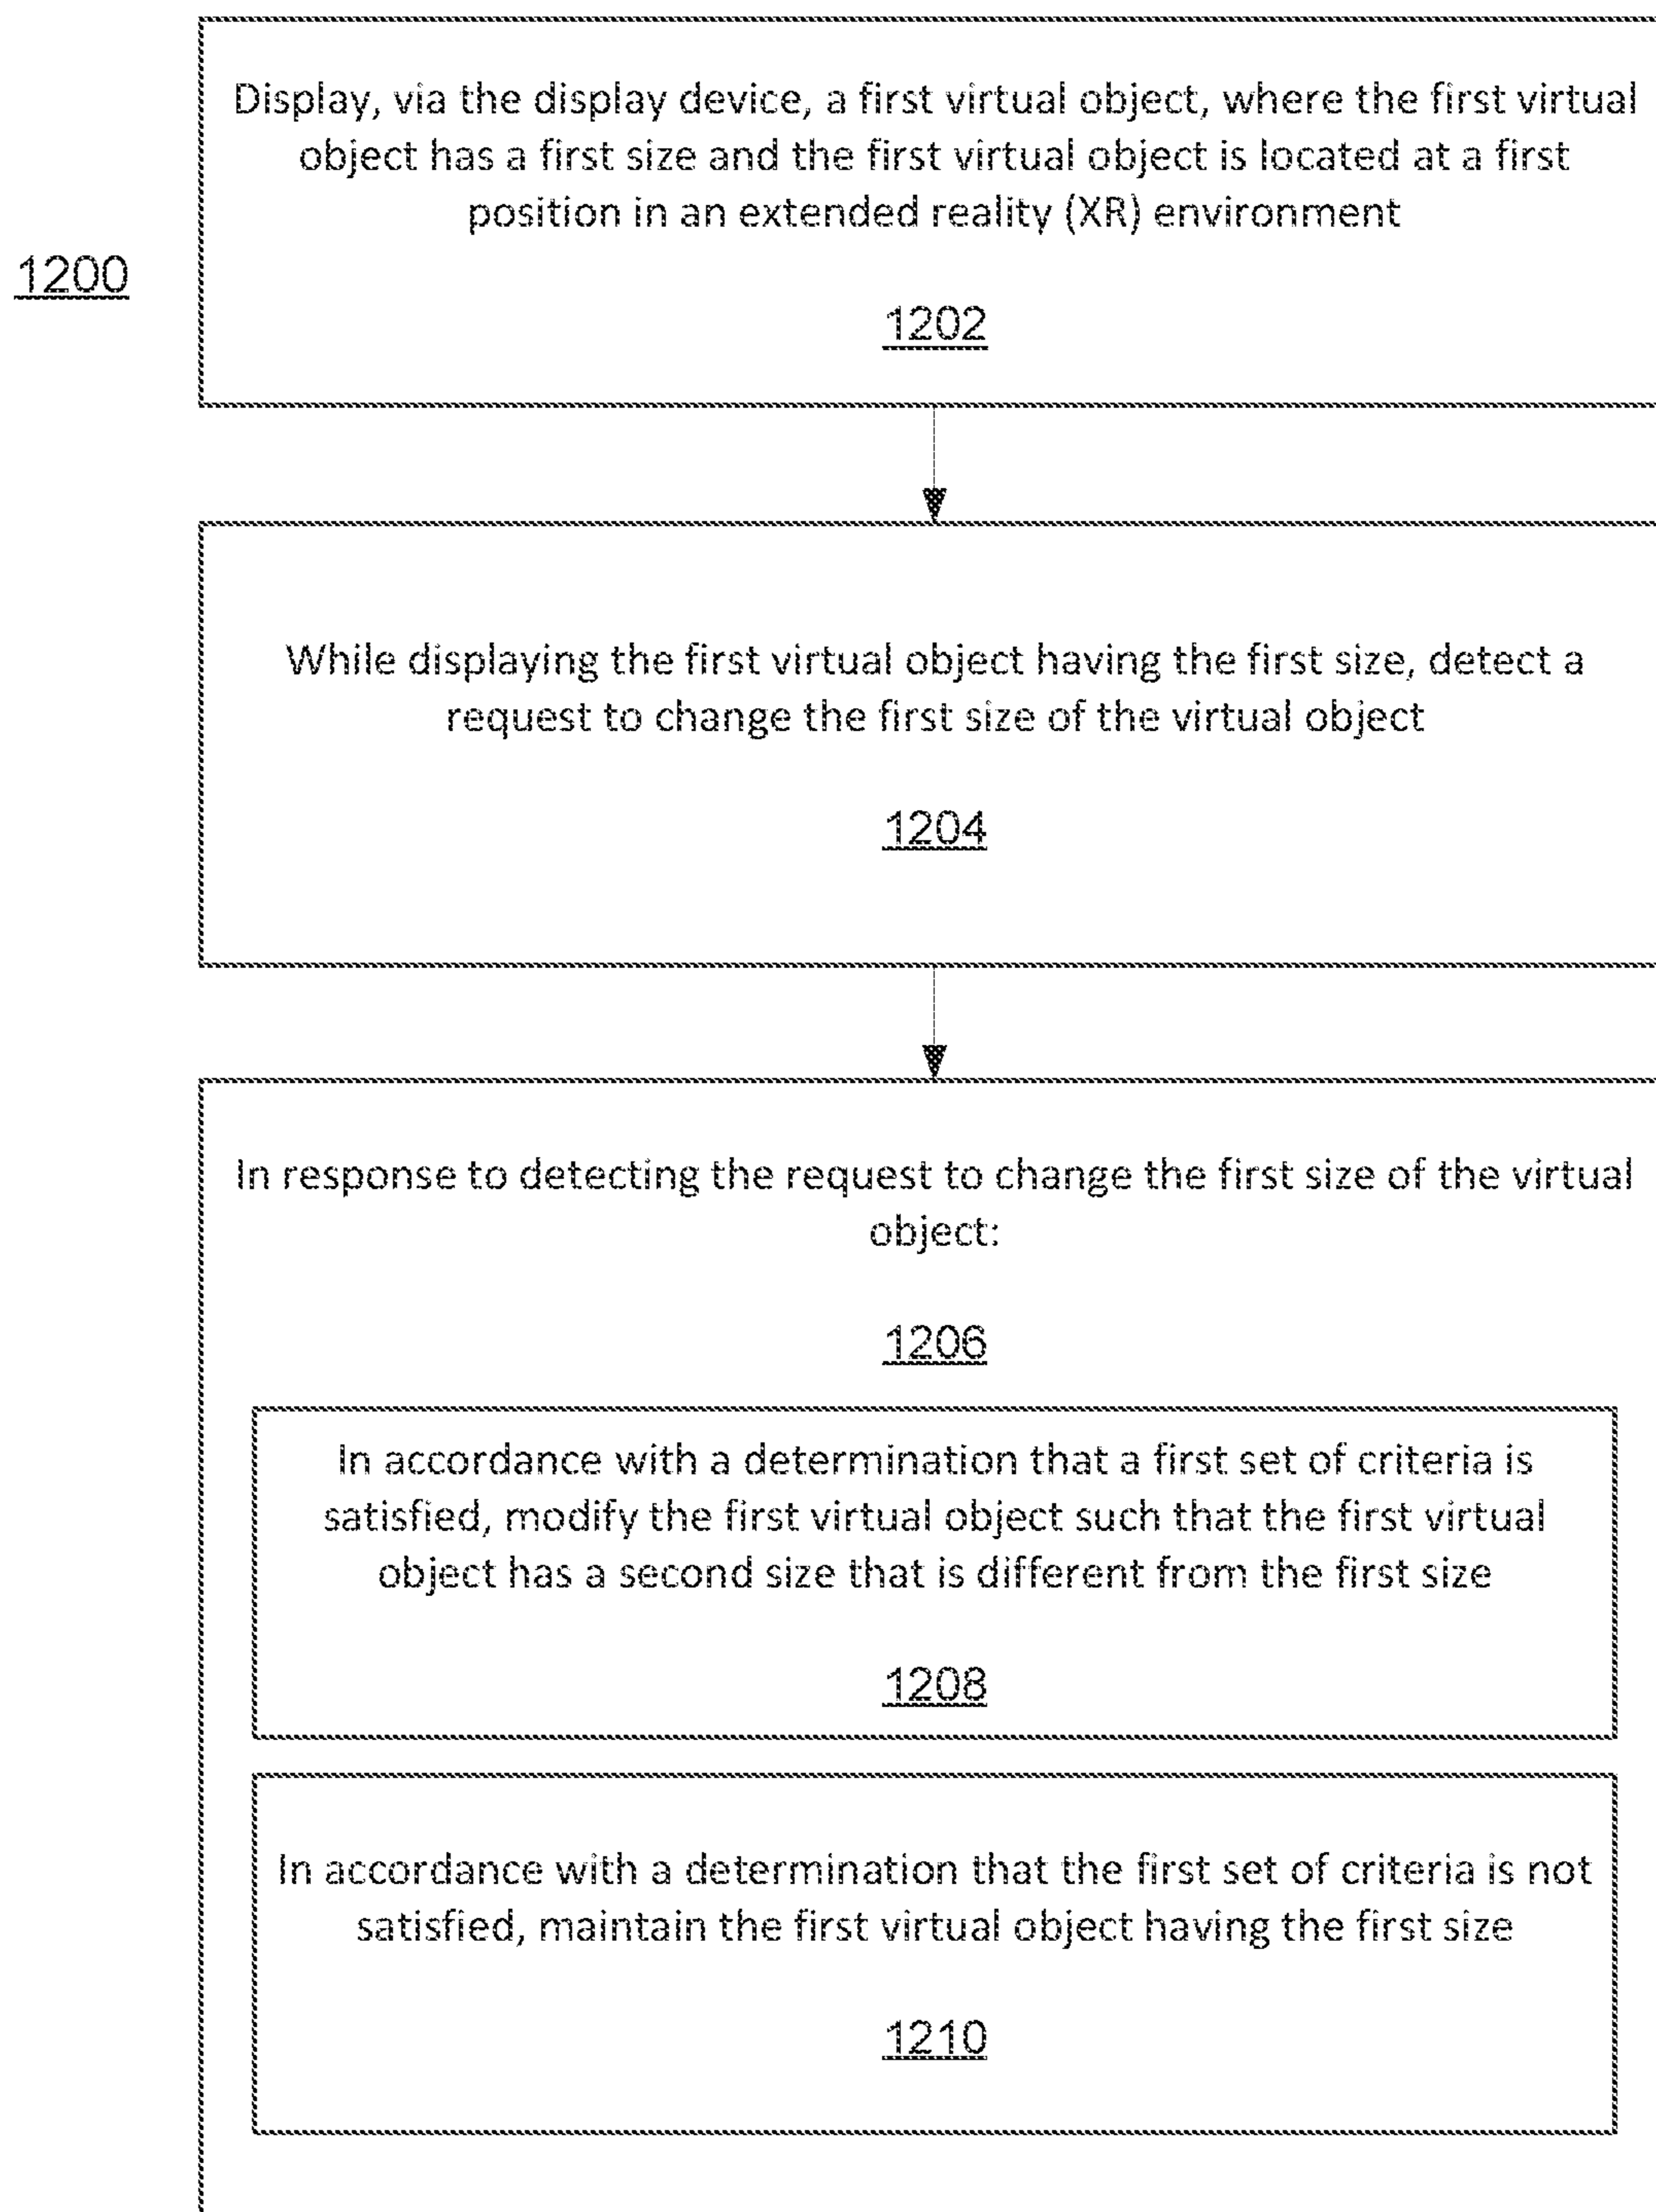 Display, via the display device, a first virtual object, where the first virtual
object has a first size and the first virtual object is located at a first
position in an extended reality (XR) environment
1200
1202
While displaying the first virtual object having the first size, detect a
request to change the first size of the virtual object
1204
In response to detecting the request to change the first size of the virtual
object:
1206
In accordance with a determination that a first set of criteria is
satisfied, modify the first virtual object such that the first virtual
object has a second size that is different from the first size
1208
In accordance with a determination that the first set of criteria is not
satisfied, maintain the first virtual object having the first size
1210